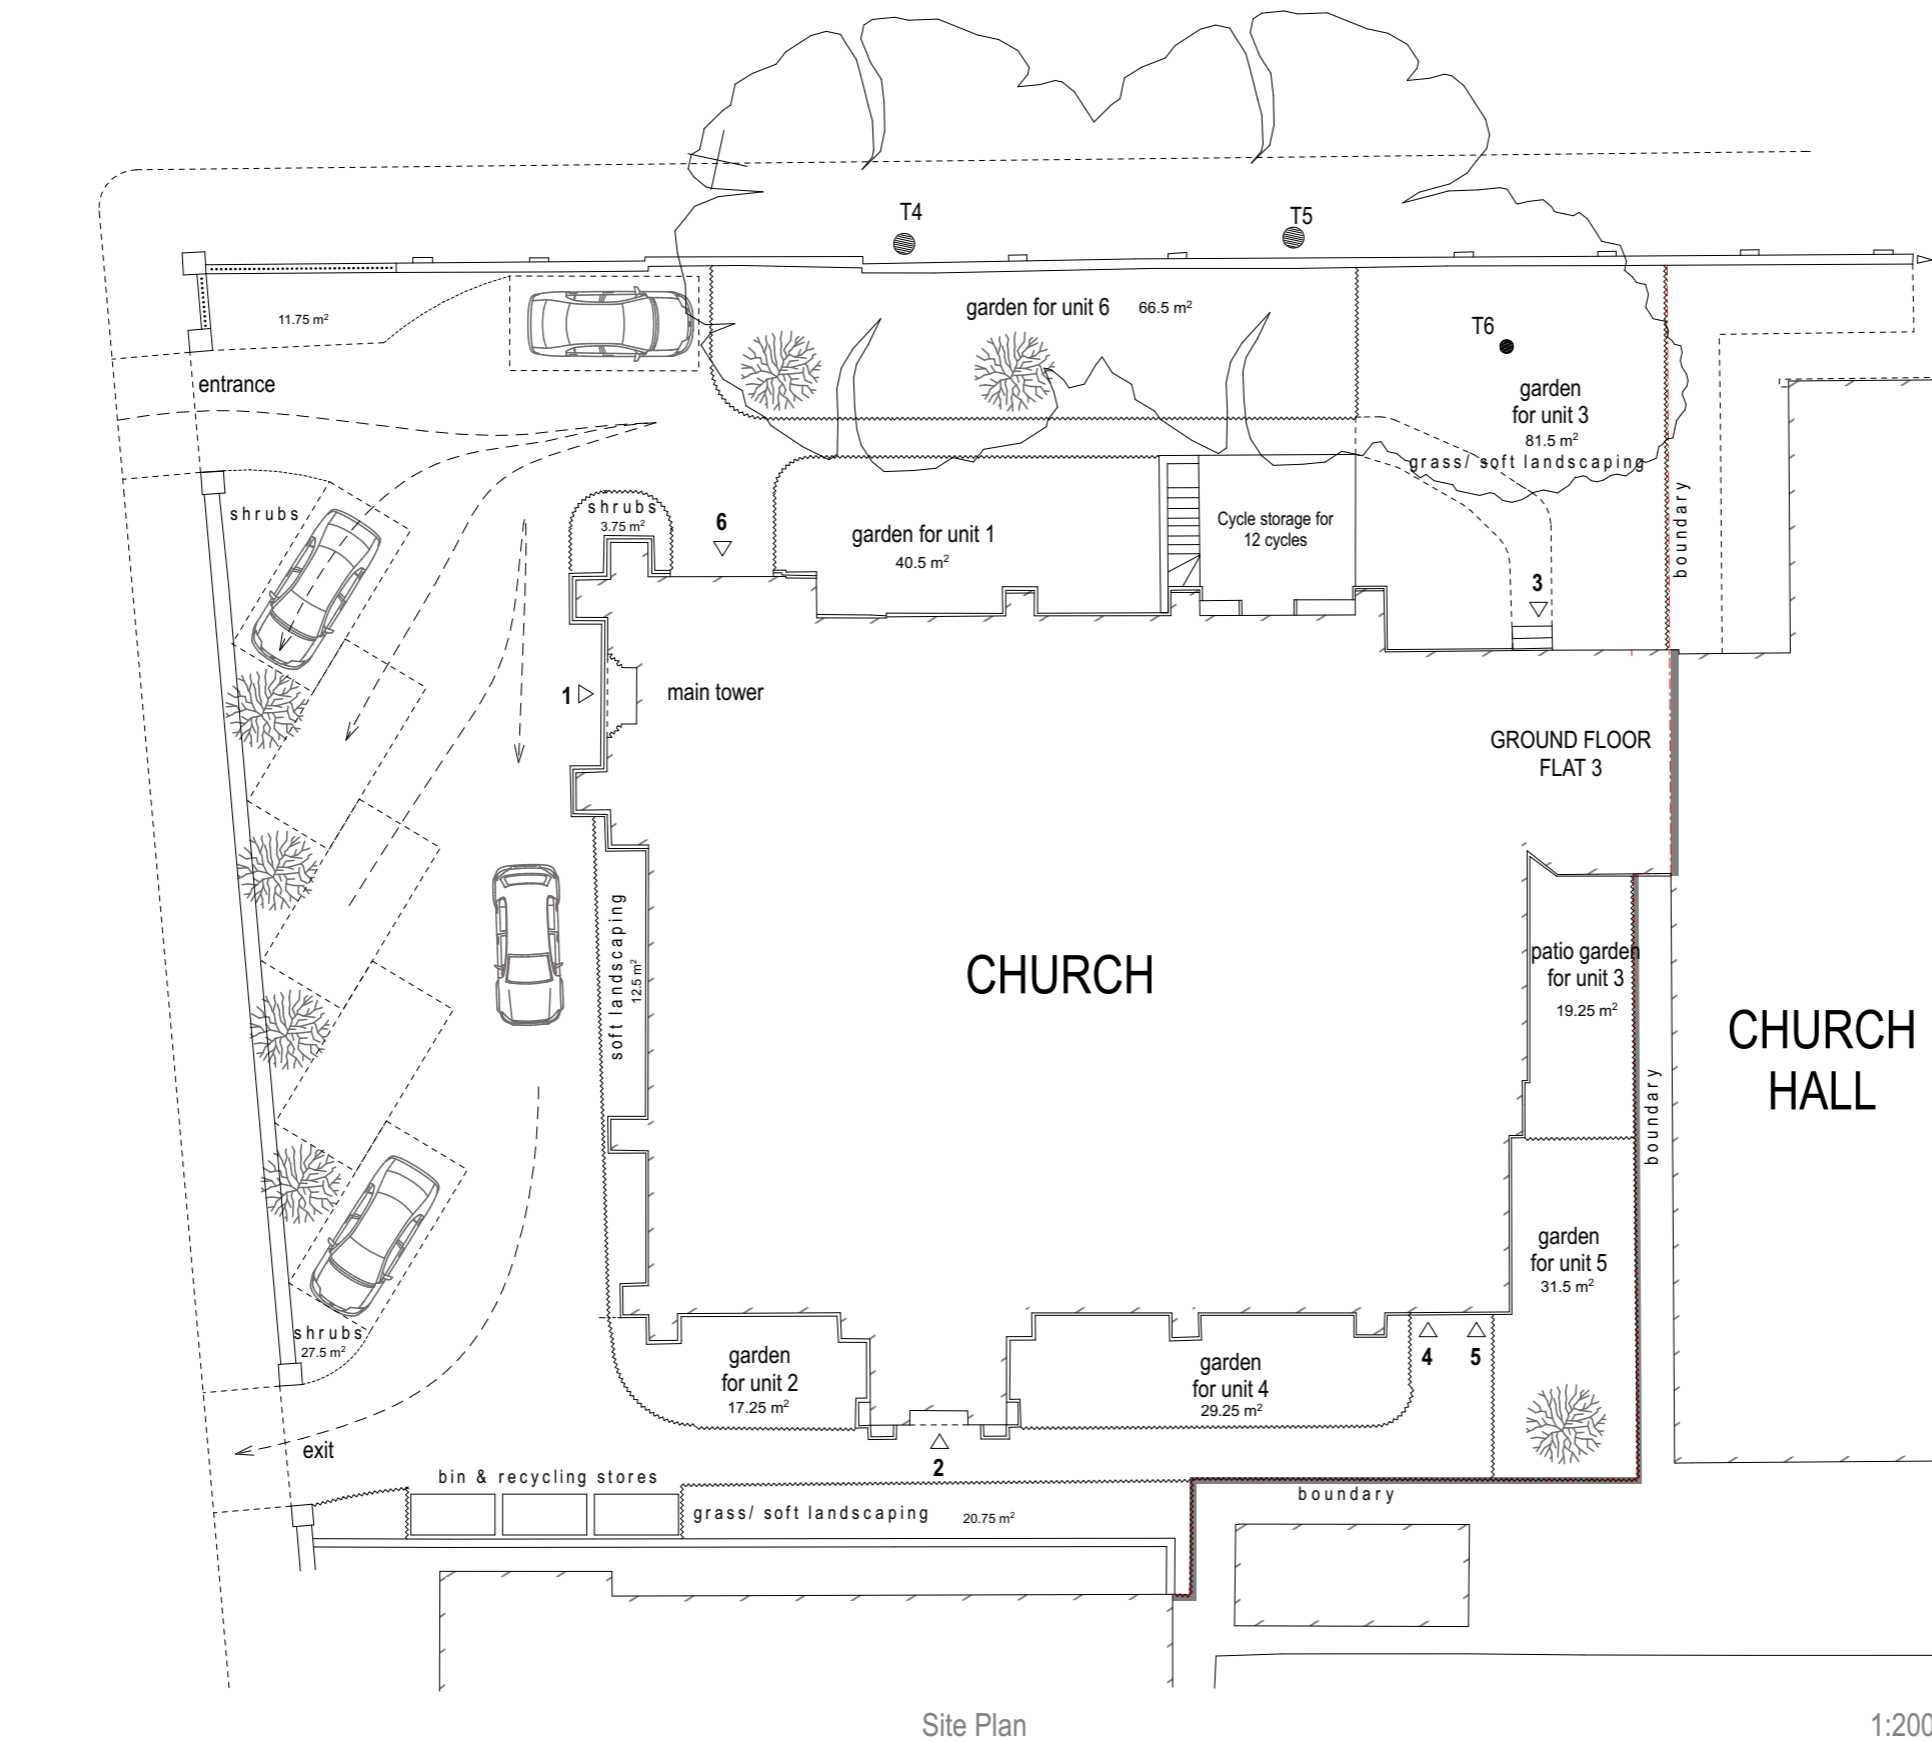 T4
T5
garden for unit 6 66.5 m²
11.75 m²
T6
entrance
garden
for unit 3
81.5 m²
grass/ soft landscaping
shrubs
shrubs
3.75 m²
6
garden for unit 1
40.5 m²
Cycle storage for
12 cycles
boundary
3
1
main tower
GROUND FLOOR
FLAT 3
soft landscaping
12.5 m²
CHURCH
patio garden
for unit 3
19.25 m²
CHURCH
HALL
boundary
garden
for unit 5
31.5 m²
shrubs
27.5 m²
garden
for unit 2
17.25 m²
garden
for unit 4
29.25 m²
4
5
exit
2
bin & recycling stores
grass/ soft landscaping 20.75 m²
boundary
Site Plan
1:200